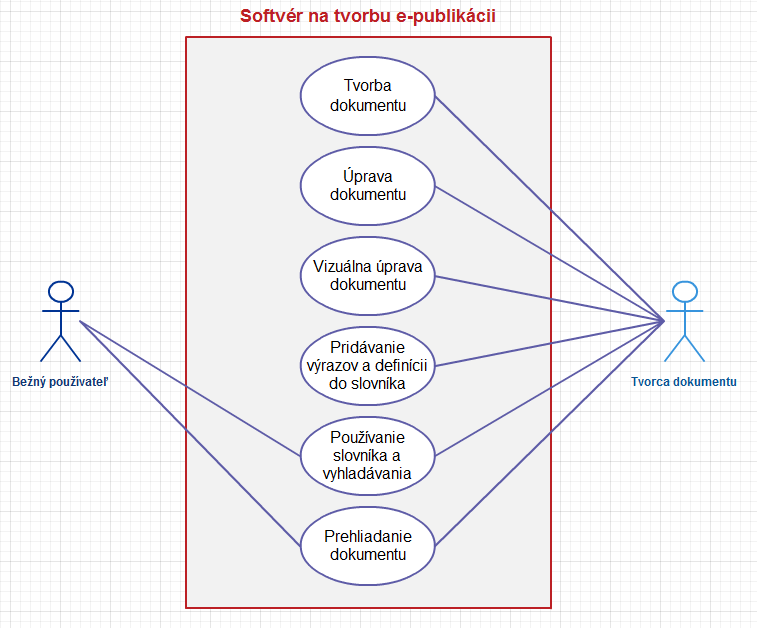 Softvér na tvorbu e-publikácii
Tvorba
dokumentu
Úprava
dokumentu
Vizuálna úprava
dokumentu
Pridávanie
výrazov a definícii
do slovníka
Používanie
slovníka a
vyhladávania
Prehliadanie
dokumentu
Bežný používateľ
Tvorca dokumentu